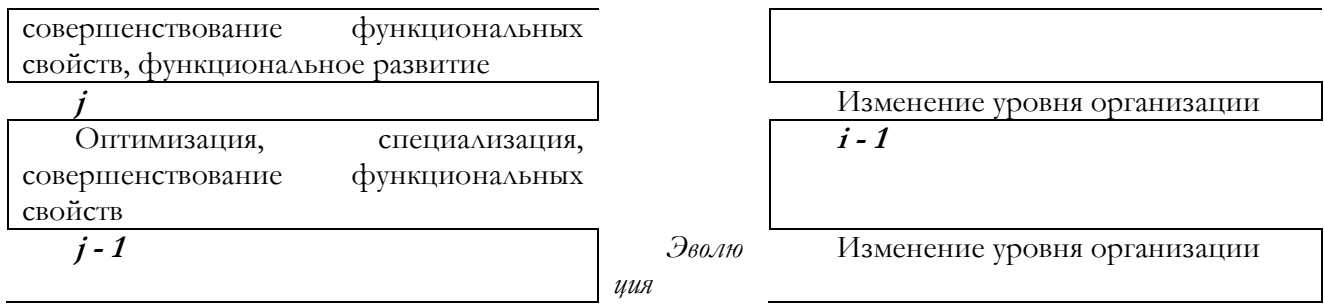 совершенствование функциональных
свойств, функциональное развитие
j Изменение уровня организации
Оптимизация, специализация, i - 1
совершенствование функциональных
свойств
j - 1 Эволю Изменение уровня организации
ция